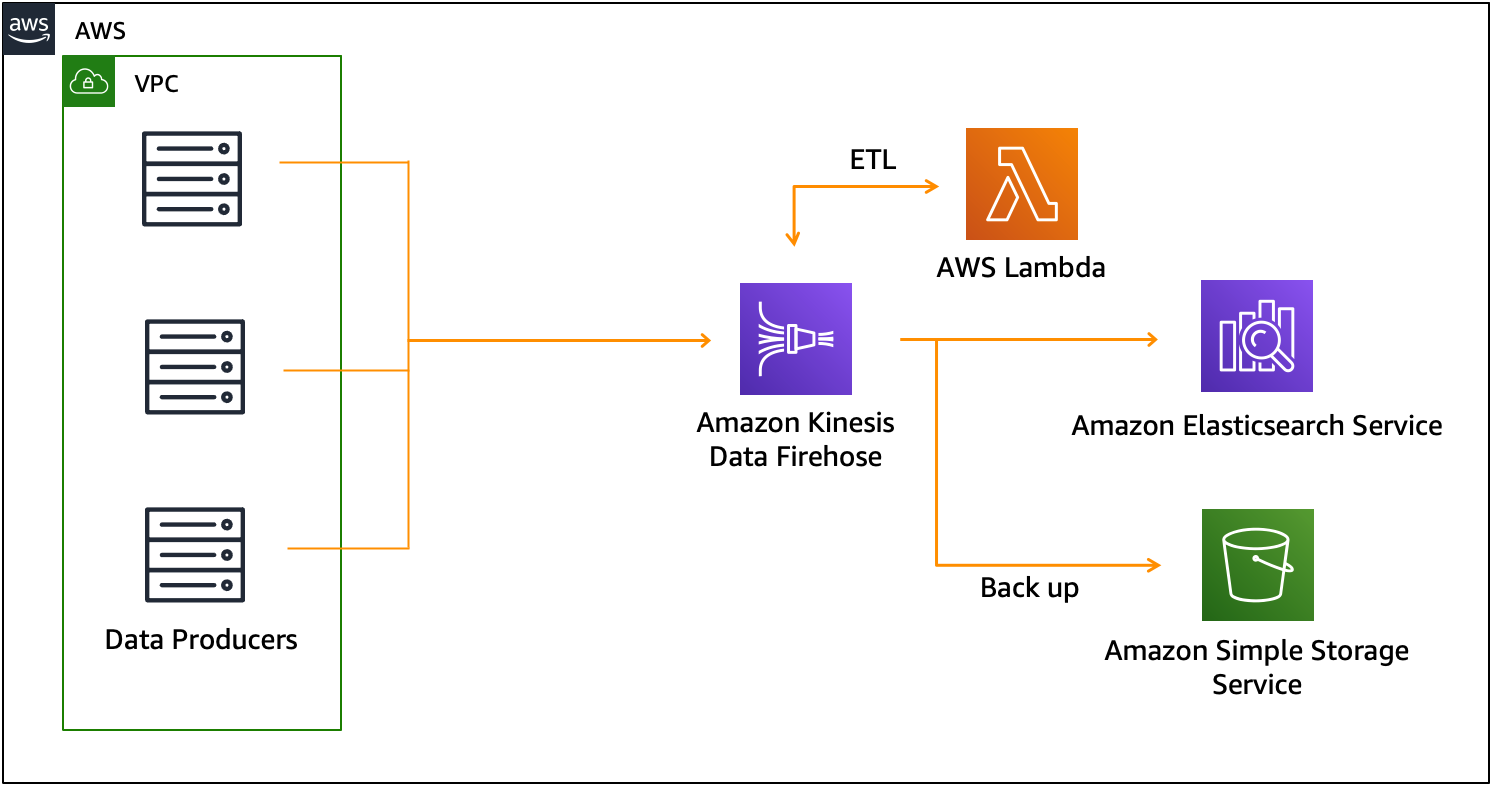 aws
AWS
VPC
ETL
AWS Lambda
Amazon Kinesis
Data Firehose
Amazon Elasticsearch Service
Back up
Data Producers
Amazon Simple Storage
Service